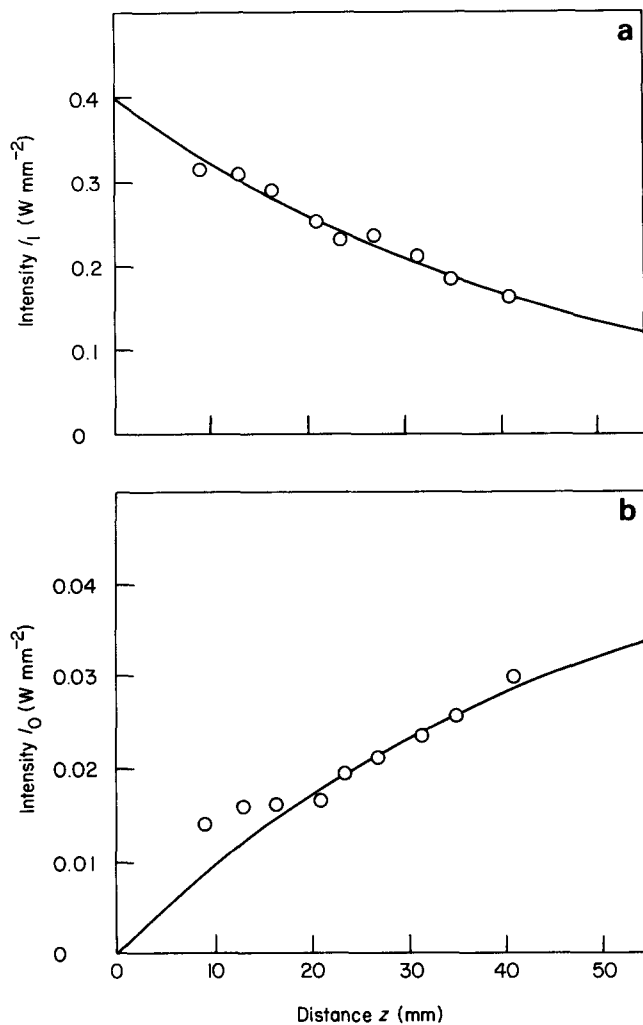 a
0.4
0.3
0.2
0.1
0
Intensity I₁ (W mm⁻²)
b
0.04
0.03
0.02
0.01
0
Intensity I₀ (W mm⁻²)
0 10 20 30 40 50
Distance z (mm)